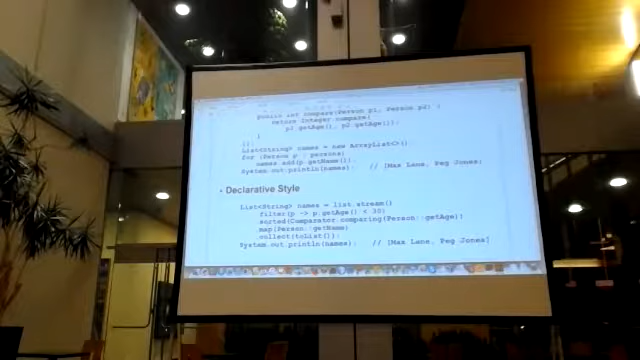 public int compare(Person p1, Person p2) {
return Integer.compare(
p1.getAge(), p2.getAge());
}
});
List<String> names = new ArrayList<>()
for (Person p : persons)
names.add(p.getName());
System.out.println(names); // [Max Lane, Peg Jones]
• Declarative Style
List<String> names = list.stream()
.filter(p -> p.getAge() < 30)
.sorted(Comparator.comparing(Person::getAge))
.map(Person::getName)
.collect(toList());
System.out.println(names); // [Max Lane, Peg Jones]